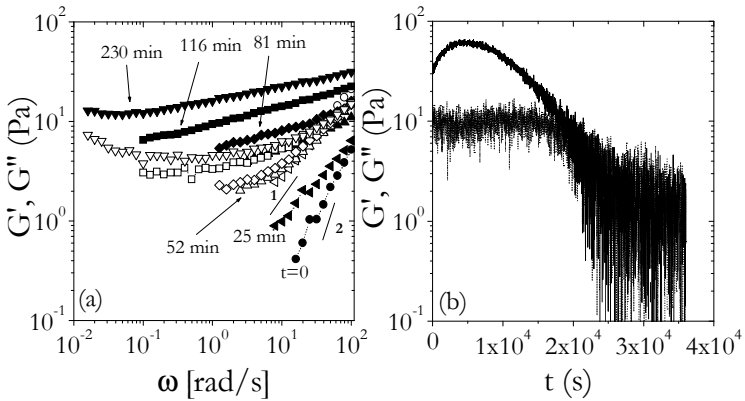 10²
10¹
10⁰
10⁻¹
G', G" (Pa)
230 min
116 min
81 min
52 min
25 min
t=0
1
2
(a)
10⁻²
10⁻¹
10⁰
10¹
10²
ω [rad/s]
10²
10¹
10⁰
10⁻¹
G', G" (Pa)
(b)
0
1x10⁴
2x10⁴
3x10⁴
4x10⁴
t (s)